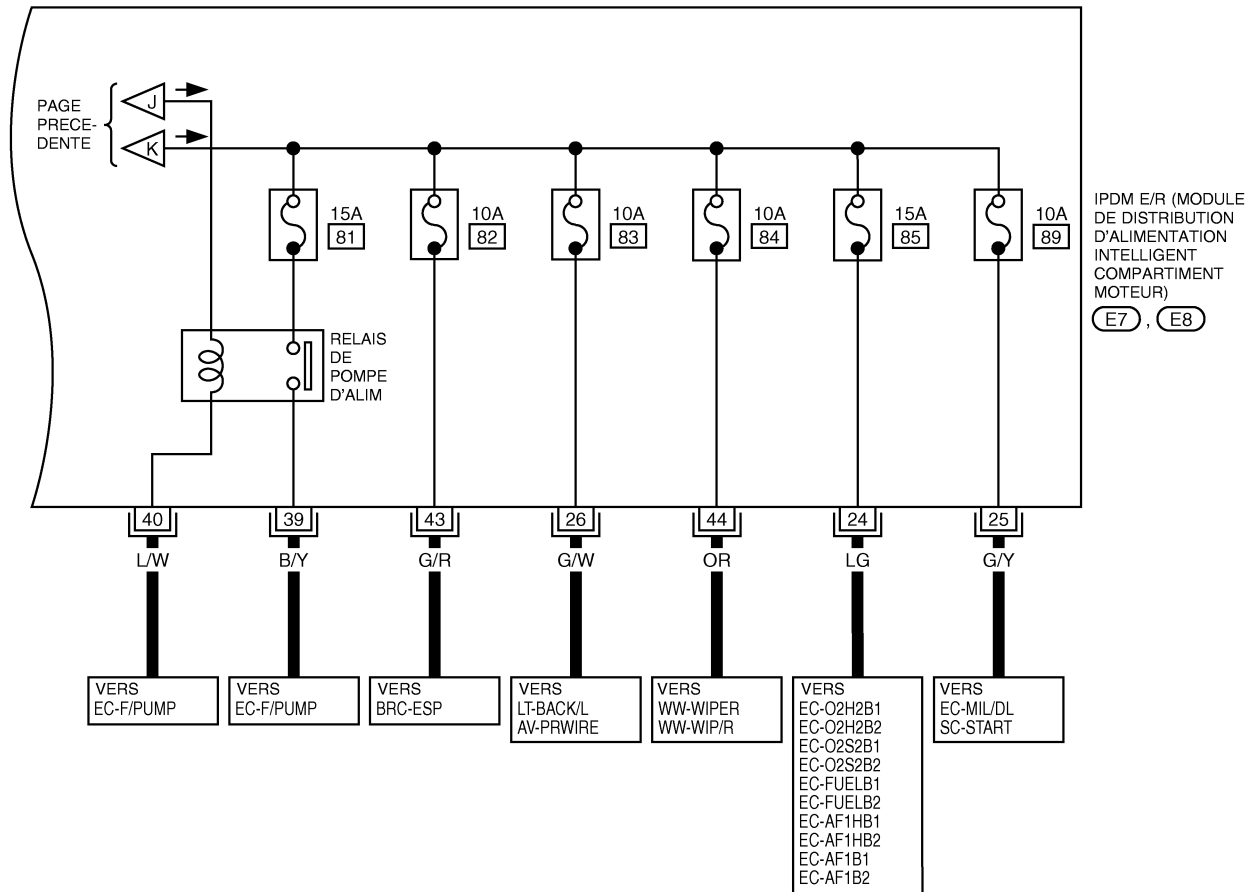 PAGE
PRECE-
DENTE
J
K
15A
81
10A
82
10A
83
10A
84
15A
85
10A
89
IPDM E/R (MODULE
DE DISTRIBUTION
D'ALIMENTATION
INTELLIGENT
COMPARTIMENT
MOTEUR)
E7 , E8
RELAIS
DE
POMPE
D'ALIM
40 39 43 26 44 24 25
L/W B/Y G/R G/W OR LG G/Y
VERS
EC-F/PUMP
VERS
EC-F/PUMP
VERS
BRC-ESP
VERS
LT-BACK/L
AV-PRWIRE
VERS
WW-WIPER
WW-WIP/R
VERS
EC-O2H2B1
EC-O2H2B2
EC-O2S2B1
EC-O2S2B2
EC-FUELB1
EC-FUELB2
EC-AF1HB1
EC-AF1HB2
EC-AF1B1
EC-AF1B2
VERS
EC-MIL/DL
SC-START